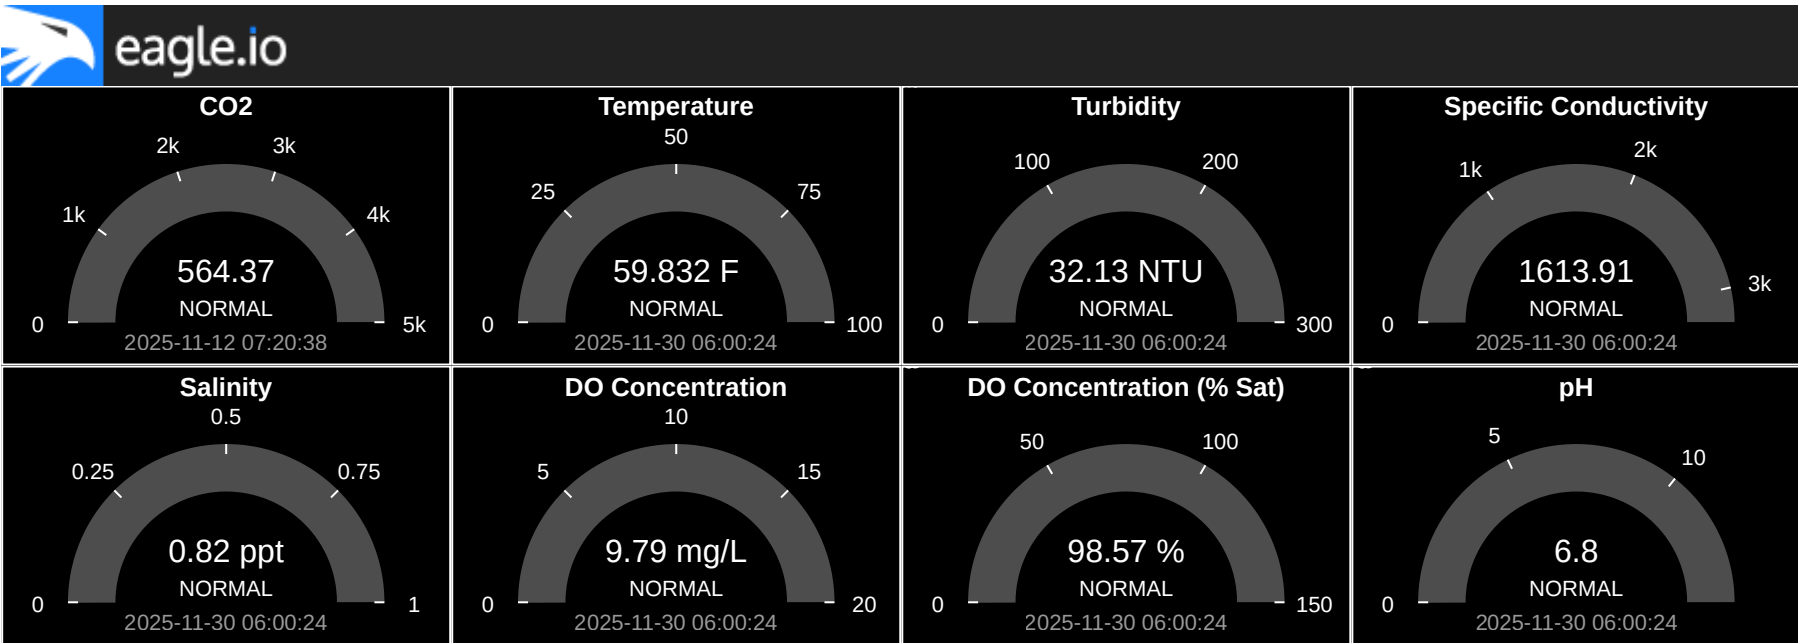 eagle.io
CO2
2k
3k
1k
4k
564.37
NORMAL
0
5k
2025-11-12 07:20:38
Temperature
50
25
75
59.832 F
NORMAL
0
100
2025-11-30 06:00:24
Turbidity
100
200
32.13 NTU
NORMAL
0
300
2025-11-30 06:00:24
Specific Conductivity
2k
1k
1613.91
3k
NORMAL
0
2025-11-30 06:00:24
Salinity
0.5
0.25
0.75
0.82 ppt
NORMAL
0
1
2025-11-30 06:00:24
DO Concentration
10
5
15
9.79 mg/L
NORMAL
0
20
2025-11-30 06:00:24
DO Concentration (% Sat)
50
100
98.57 %
NORMAL
0
150
2025-11-30 06:00:24
pH
5
10
6.8
NORMAL
0
2025-11-30 06:00:24